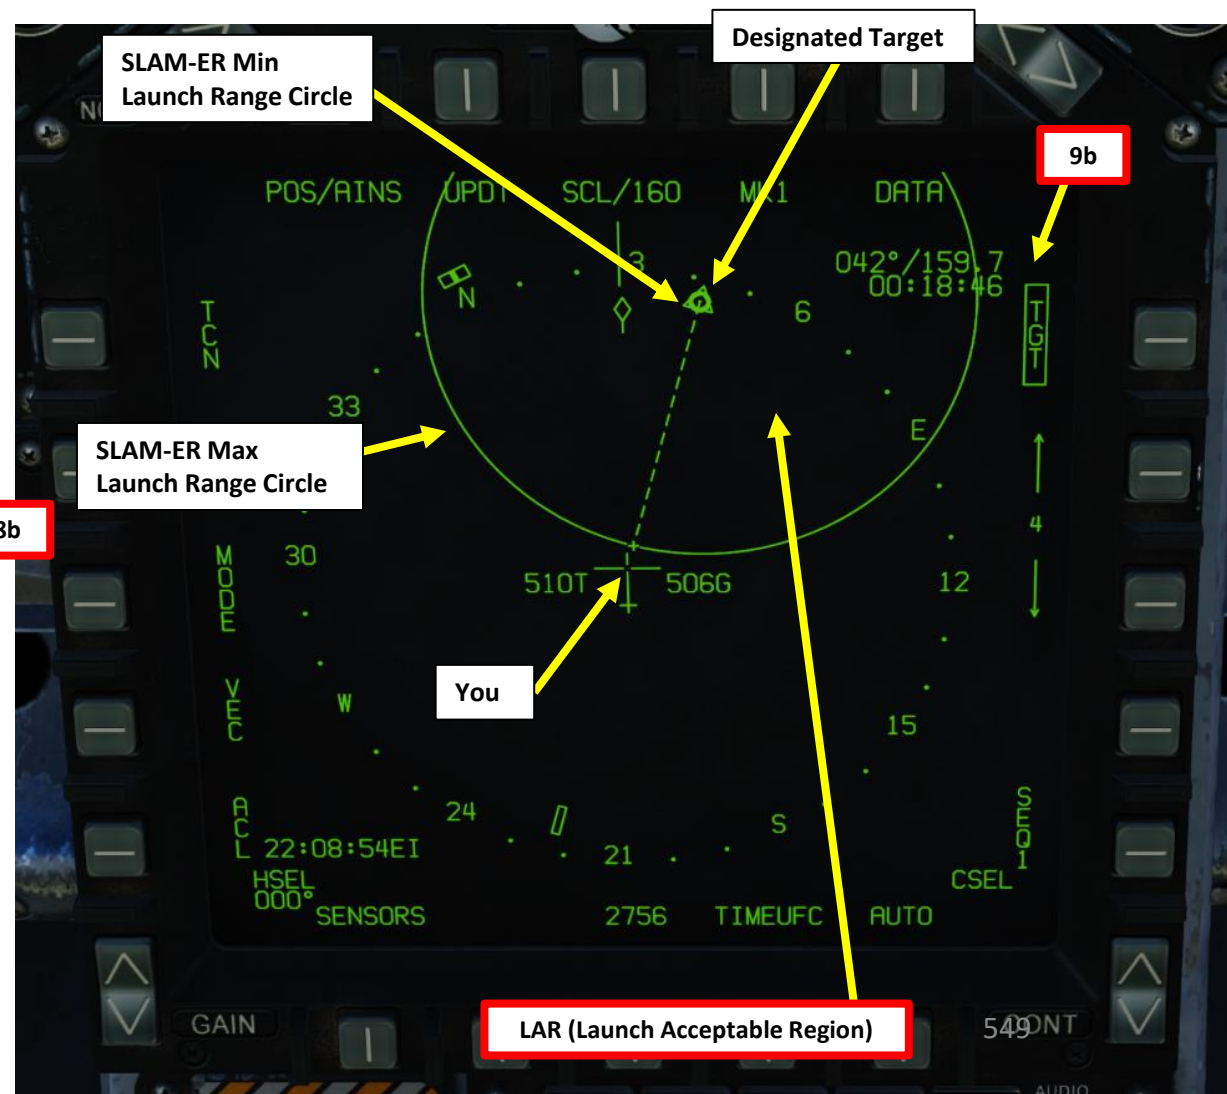 Designated Target
SLAM-ER Min
Launch Range Circle
9b
POS/AINS UPDT SCL/160 MK1 DATA
042°/159.7
00:18:46
3
N
6
TCN
TGT
33
E
SLAM-ER Max
Launch Range Circle
8b
4
MODE
30
510T
506G
12
You
VEC
W
15
ACL
24
S
SEQ
1
22:08:54EI
21
HSEL
000°
CSEL
SENSORS
2756
TIMEUFC
AUTO
LAR (Launch Acceptable Region)
GAIN
549
CONT
AUDIO